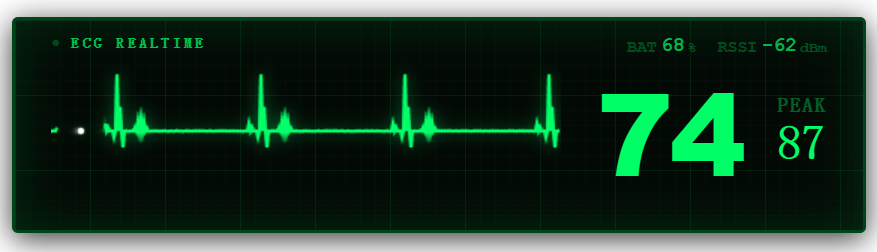 ECG REALTIME
BAT 68 % RSSI -62 dBm
74
PEAK
87